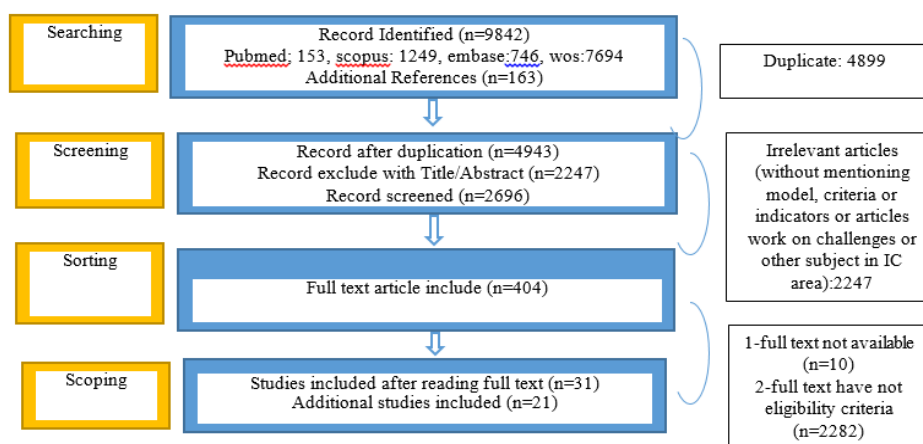 Searching
Record Identified (n=9842)
Pubmed; 153, scopus: 1249, embase:746, wos:7694
Additional References (n=163)
Duplicate: 4899
Screening
Record after duplication (n=4943)
Record exclude with Title/Abstract (n=2247)
Record screened (n=2696)
Irrelevant articles
(without mentioning
model, criteria or
indicators or articles
work on challenges or
other subject in IC
area):2247
Sorting
Full text article include (n=404)
Scoping
Studies included after reading full text (n=31)
Additional studies included (n=21)
1-full text not available
(n=10)
2-full text have not
eligibility criteria
(n=2282)